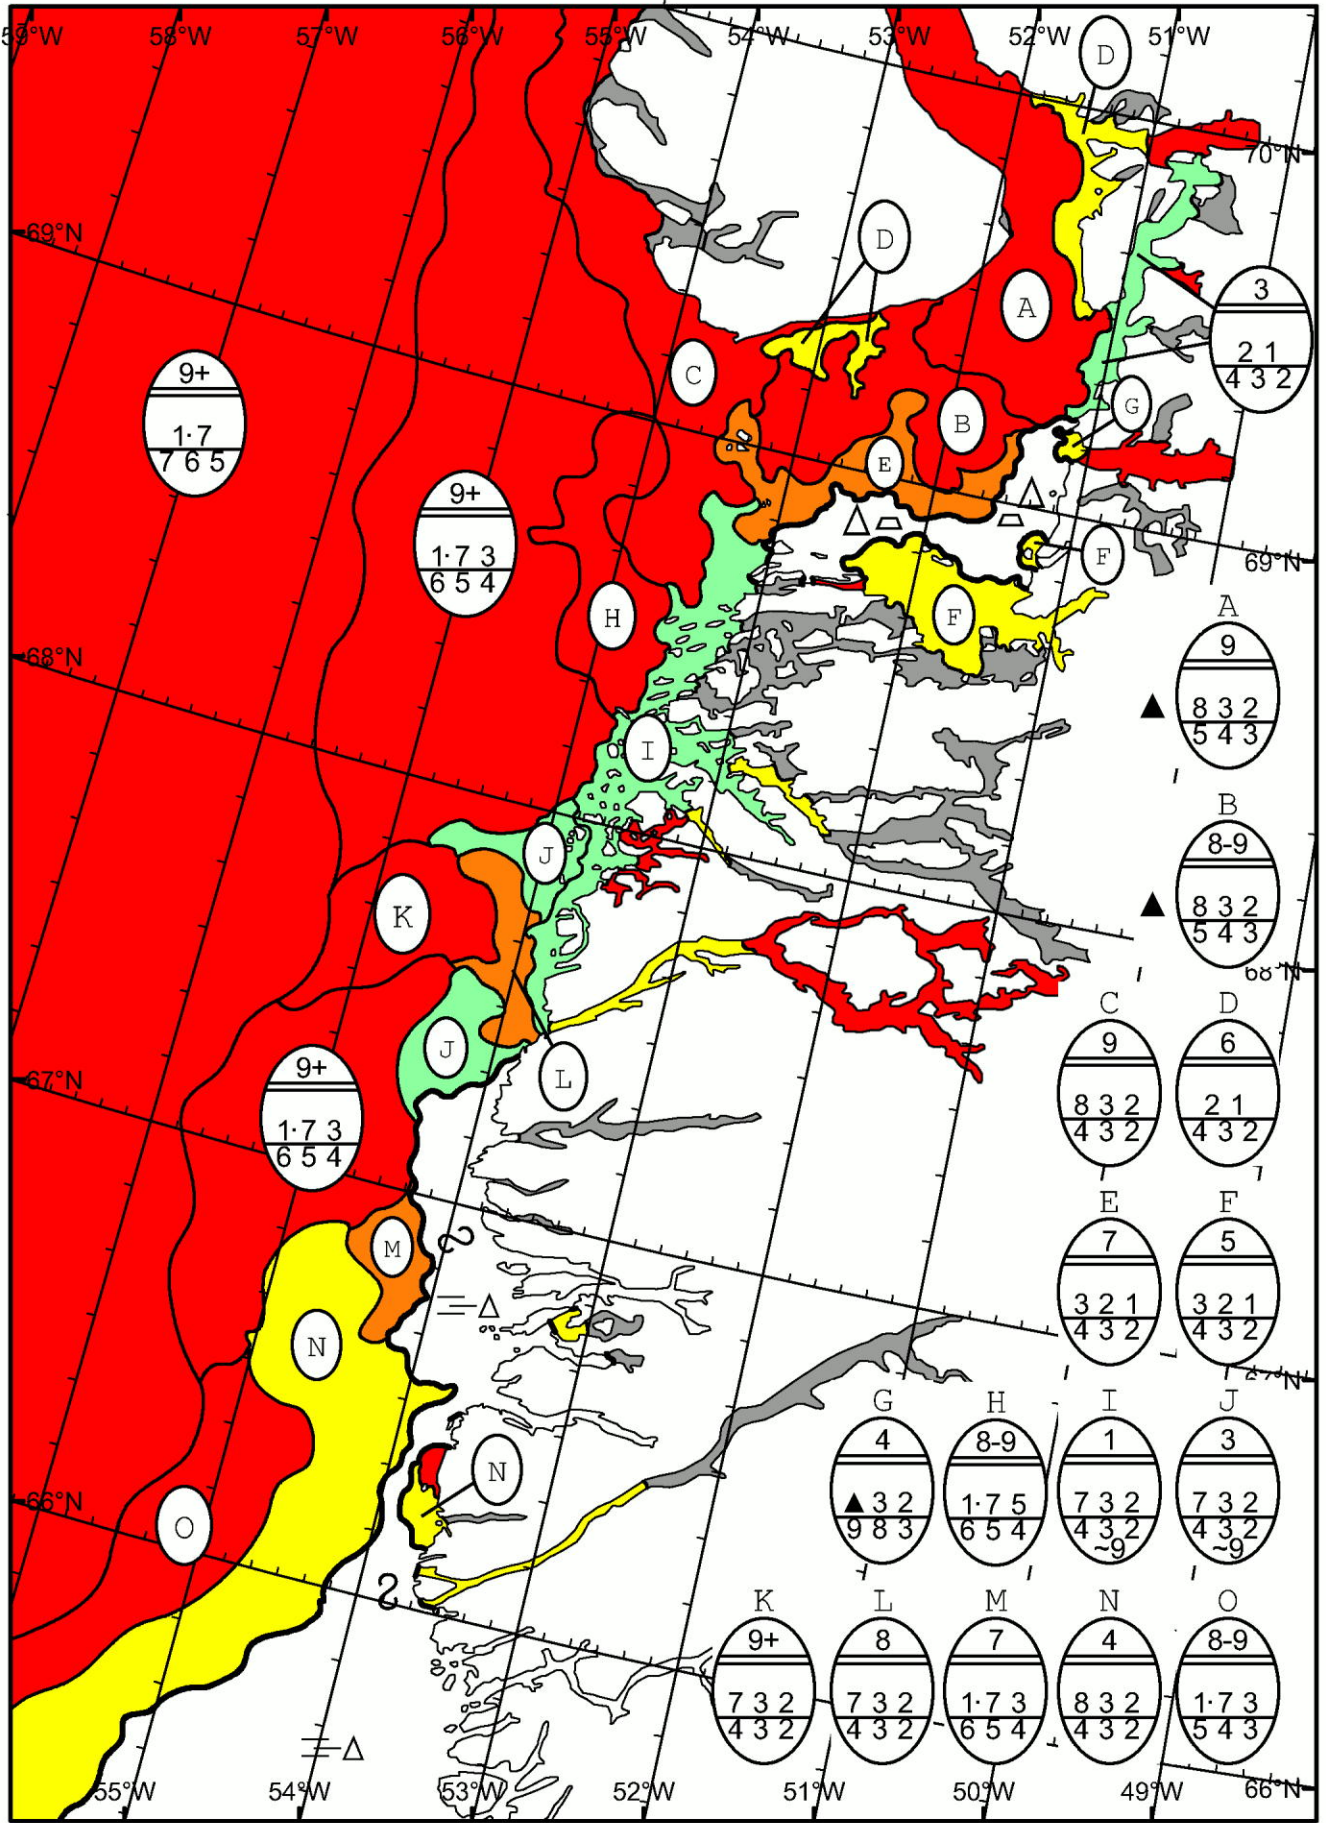 59°W 58°W 57°W 56°W 55°W 54°W 53°W 52°W 51°W
D
70°N
69°N
D
3
2 1
4 3 2
A
9+
1·7
7 6 5
C
G
B
E
9+
1·7 3
6 5 4
F
69°N
H
F
68°N
I
A
9
8 3 2
5 4 3
J
B
8-9
8 3 2
5 4 3
K
68°N
C D
9 6
8 3 2 2 1
4 3 2 4 3 2
J
L
67°N
9+
1·7 3
6 5 4
E F
7 5
3 2 1 3 2 1
4 3 2 4 3 2
M
N
67°N
G H I J
4 8-9 1 3
▲ 3 2 1·7 5 7 3 2 7 3 2
9 8 3 6 5 4 4 3 2 4 3 2
~9 ~9
N
66°N
O
K L M N O
9+ 8 7 4 8-9
7 3 2 7 3 2 1·7 3 8 3 2 1·7 3
4 3 2 4 3 2 6 5 4 4 3 2 5 4 3
55°W 54°W 53°W 52°W 51°W 50°W 49°W 66°N